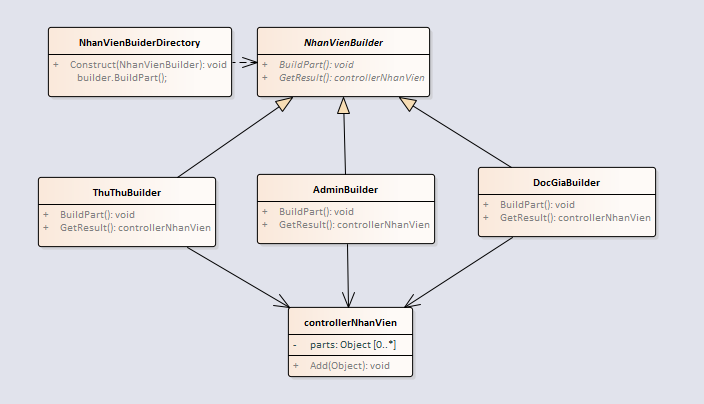 NhanVienBuiderDirectory
+ Construct(NhanVienBuilder): void
builder.BuildPart();
NhanVienBuilder
+ BuildPart(): void
+ GetResult(): controllerNhanVien
ThuThuBuilder
+ BuildPart(): void
+ GetResult(): controllerNhanVien
AdminBuilder
+ BuildPart(): void
+ GetResult(): controllerNhanVien
DocGiaBuilder
+ BuildPart(): void
+ GetResult(): controllerNhanVien
controllerNhanVien
- parts: Object [0..*]
+ Add(Object): void